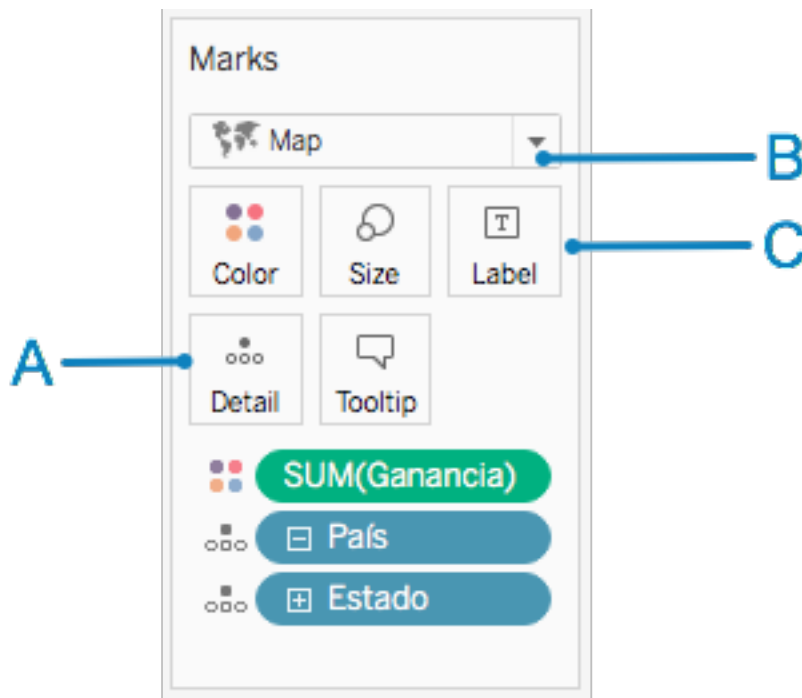 Marks
Map
B
Color Size Label
C
A
Detail Tooltip
SUM(Ganancia)
País
Estado